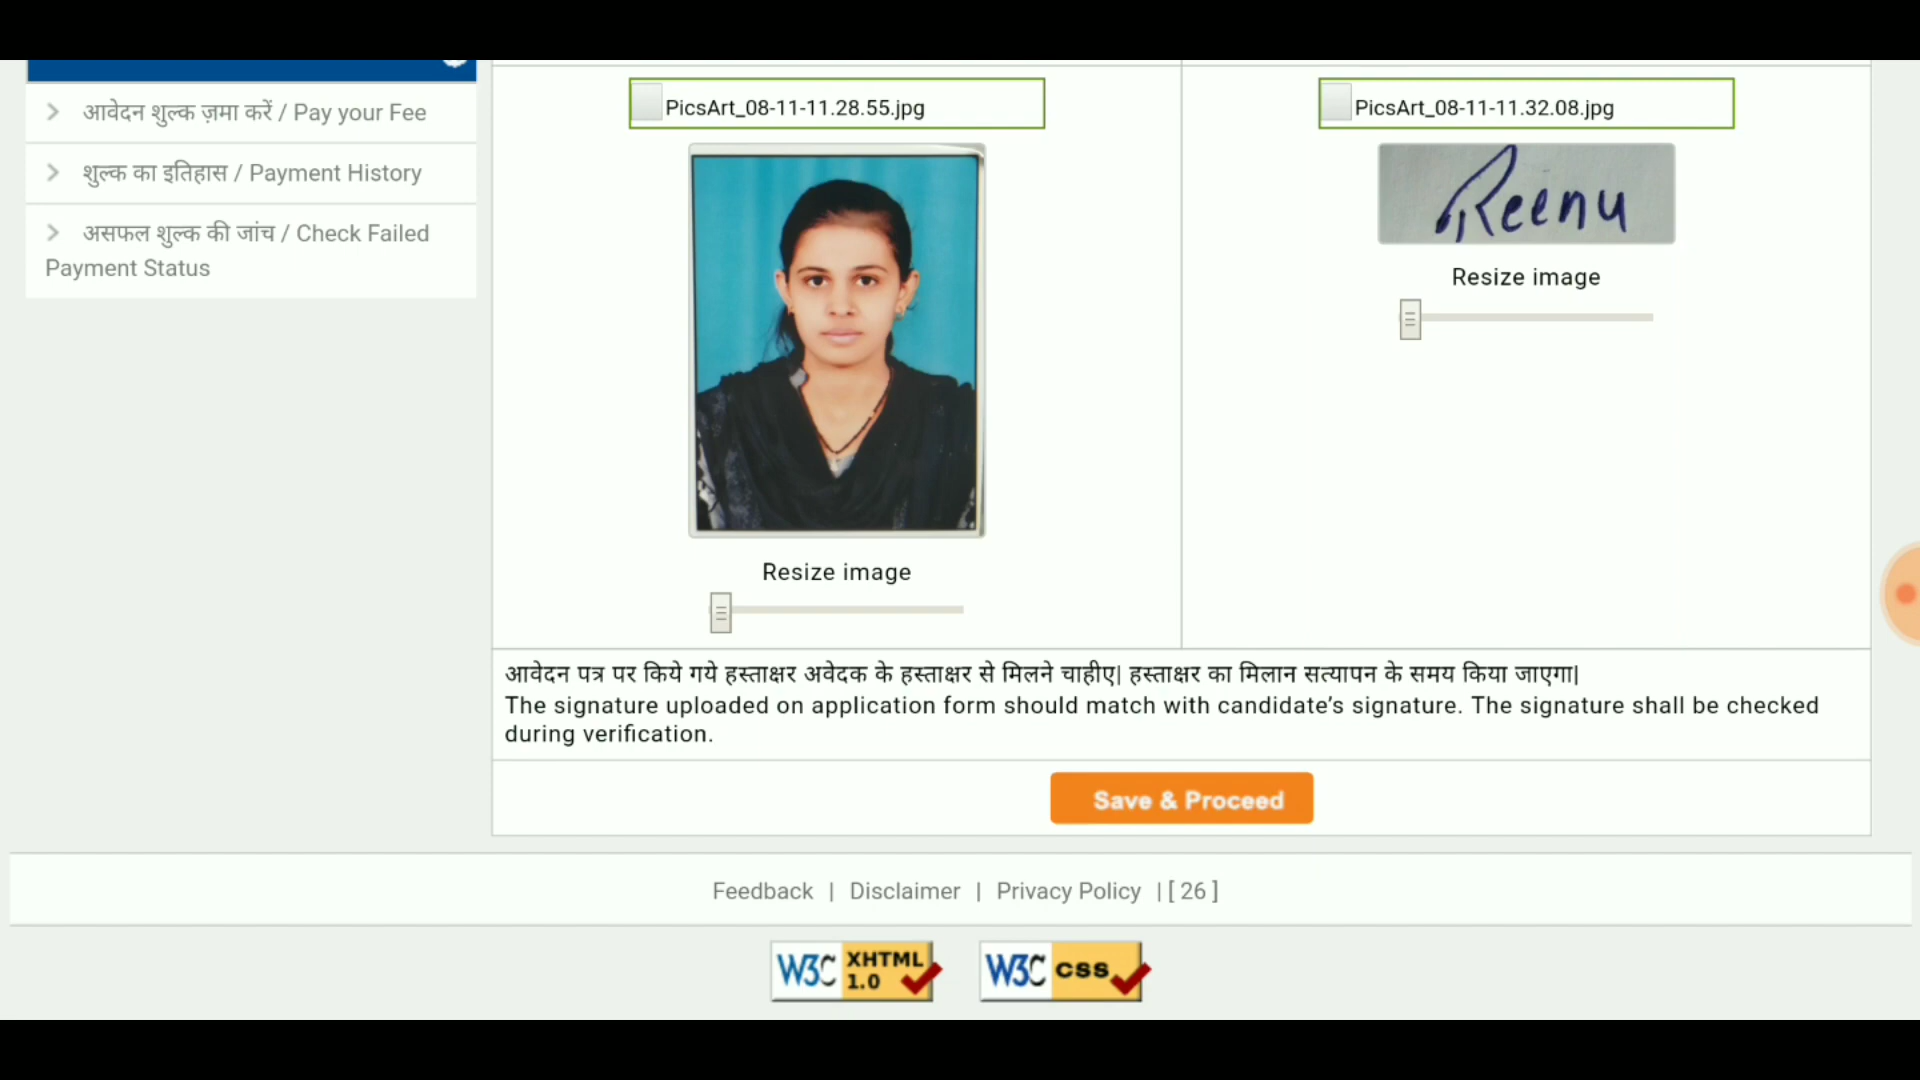 आवेदन शुल्क ज़मा करें / Pay your Fee
शुल्क का इतिहास / Payment History
असफल शुल्क की जांच / Check Failed
Payment Status
PicsArt_08-11-11.28.55.jpg
Resize image
PicsArt_08-11-11.32.08.jpg
Reenu
Resize image
आवेदन पत्र पर किये गये हस्ताक्षर अवेदक के हस्ताक्षर से मिलने चाहीए| हस्ताक्षर का मिलान सत्यापन के समय किया जाएगा|
The signature uploaded on application form should match with candidate’s signature. The signature shall be checked
during verification.
Save & Proceed
Feedback | Disclaimer | Privacy Policy | [ 26 ]
W3C XHTML 1.0
W3C CSS